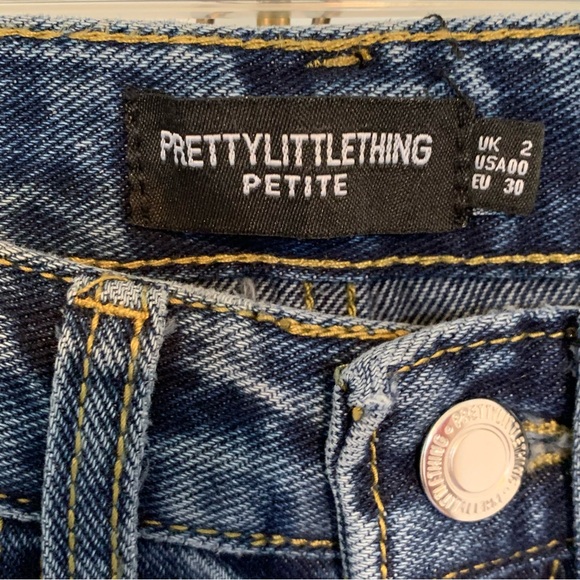 PRETTYLITTLETHING
PETITE
UK 2
USA00
EU 30